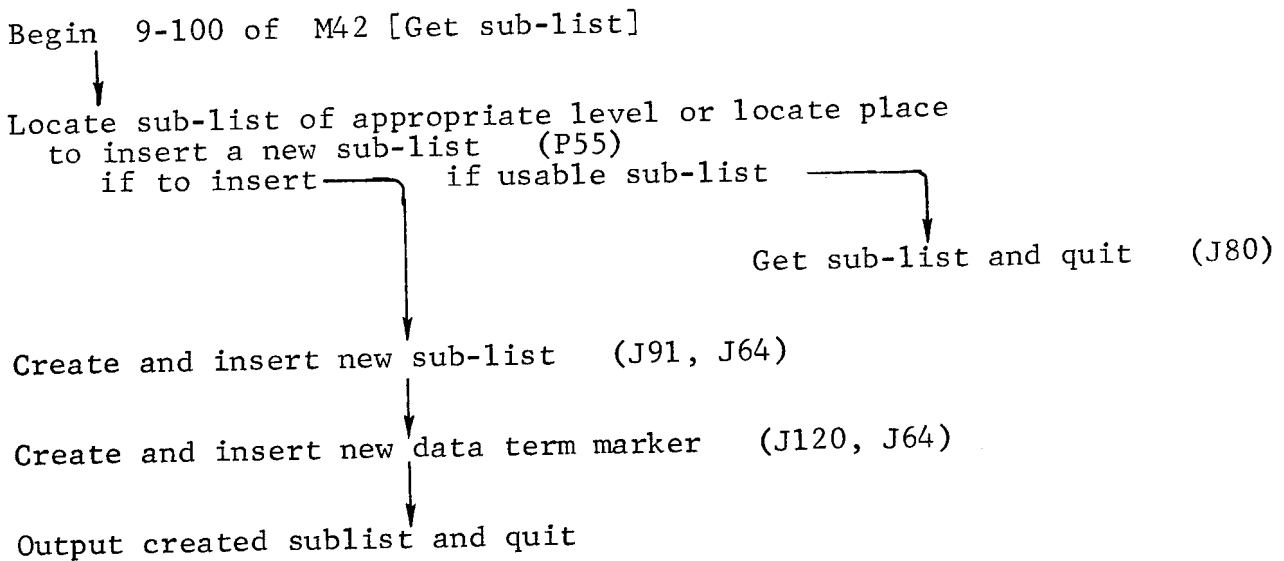 Begin 9-100 of M42 [Get sub-list]
Locate sub-list of appropriate level or locate place
to insert a new sub-list (P55)
if to insert if usable sub-list
Get sub-list and quit (J80)
Create and insert new sub-list (J91, J64)
Create and insert new data term marker (J120, J64)
Output created sublist and quit